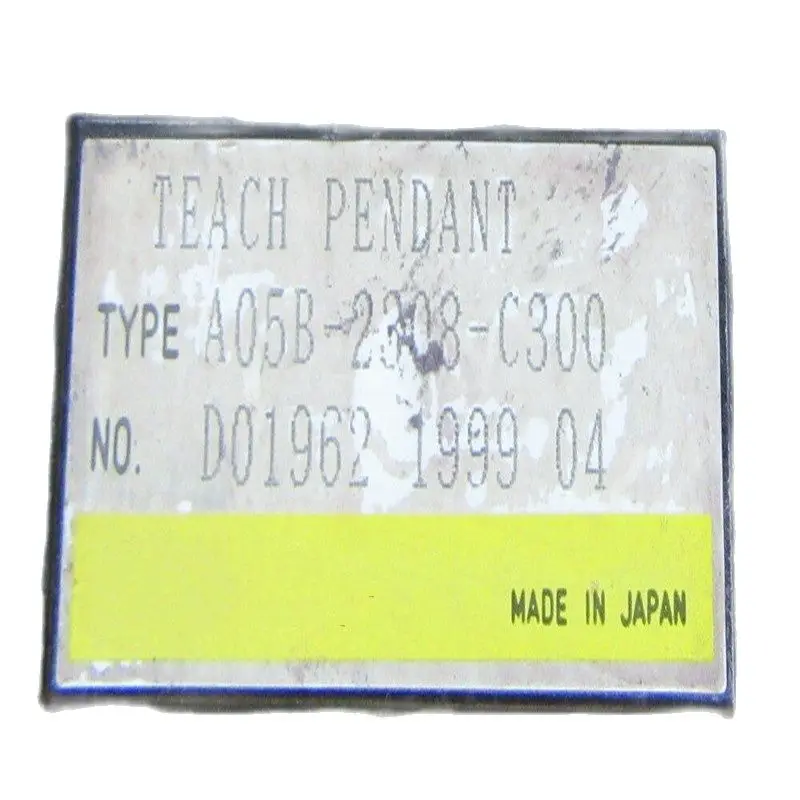 TEACH PENDANT
TYPE A05B-2308-C300
NO. D01962 1999 04
MADE IN JAPAN